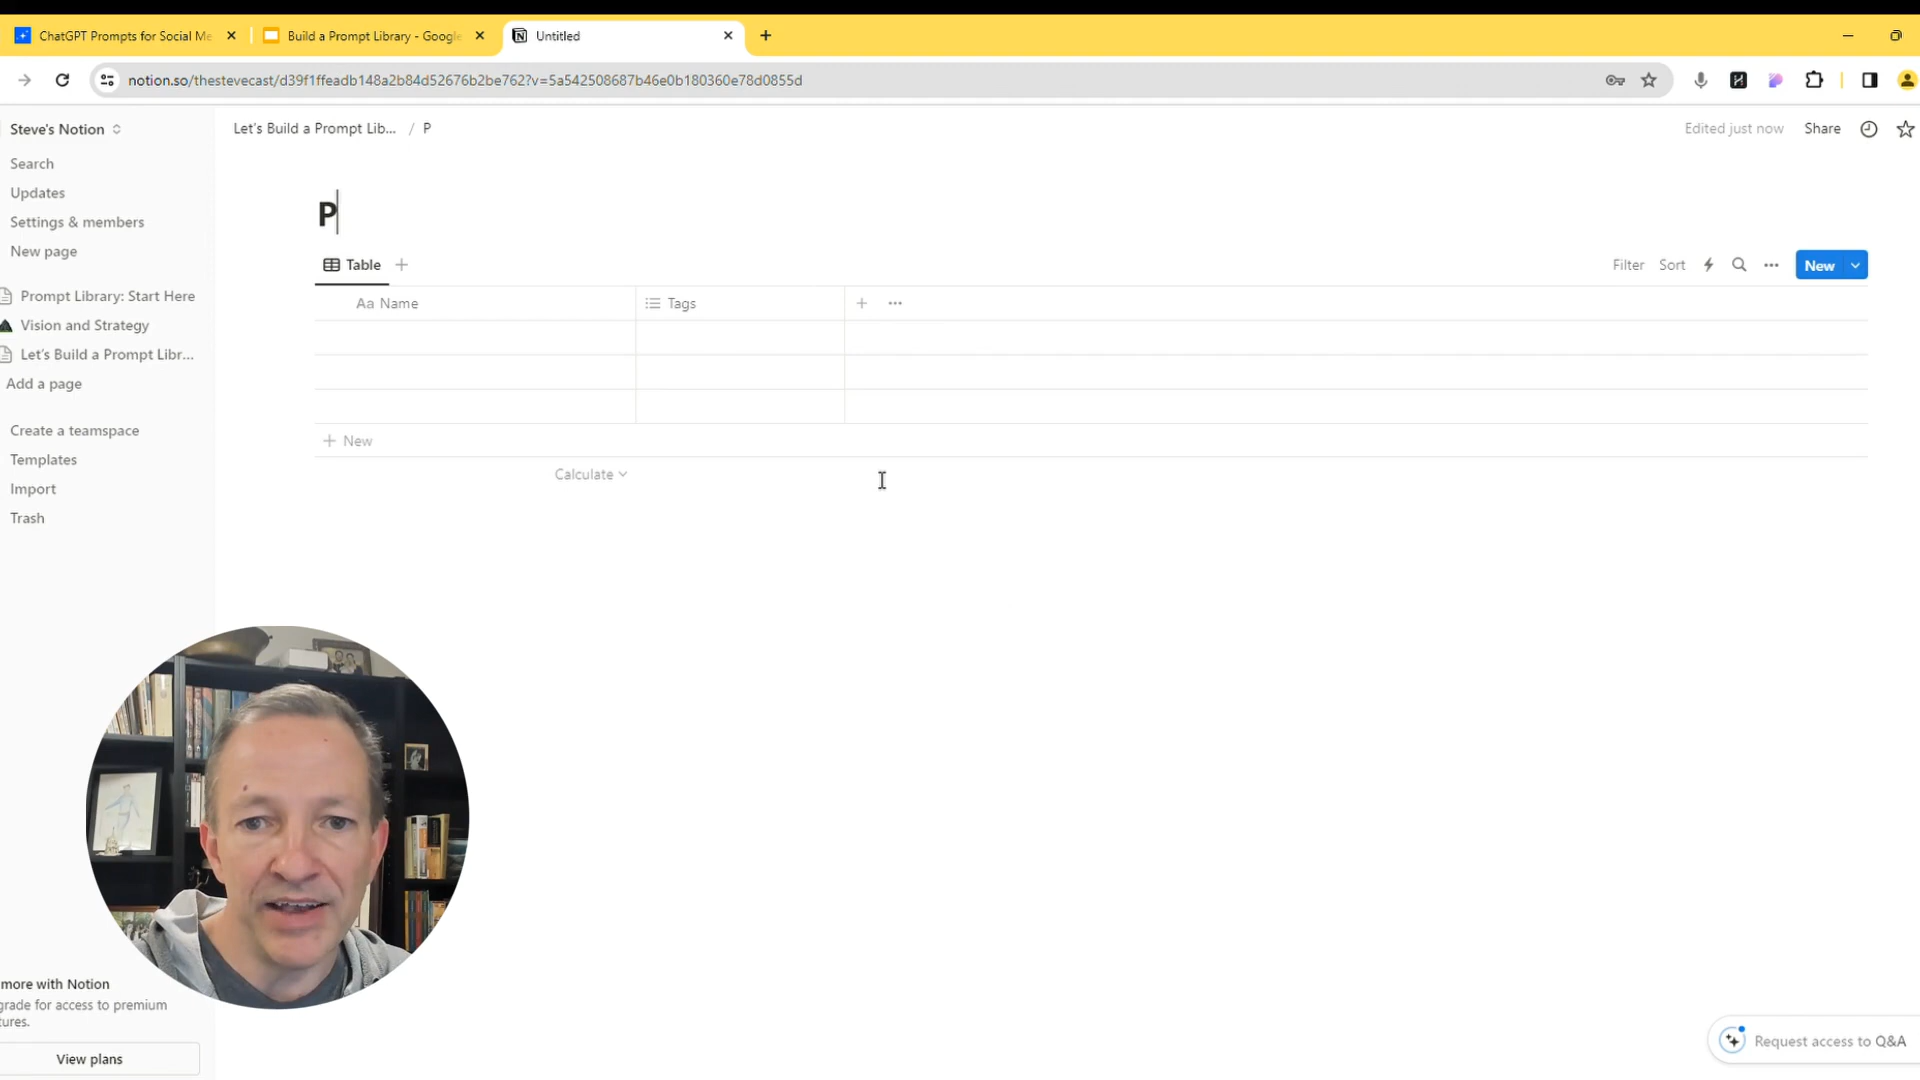 ChatGPT Prompts for Social Me
Build a Prompt Library - Google
Untitled
notion.so/thestevecast/d39f1ffeadb148a2b84d52676b2be762?v=5a542508687b46e0b180360e78d0855d
Steve's Notion
Let's Build a Prompt Lib... / P
Edited just now
Share
Search
Updates
Settings & members
New page
Prompt Library: Start Here
Vision and Strategy
Let's Build a Prompt Libr...
Add a page
Create a teamspace
Templates
Import
Trash
P
Table
Filter
Sort
New
Aa Name
Tags
New
Calculate
more with Notion
grade for access to premium
tures.
View plans
Request access to Q&A